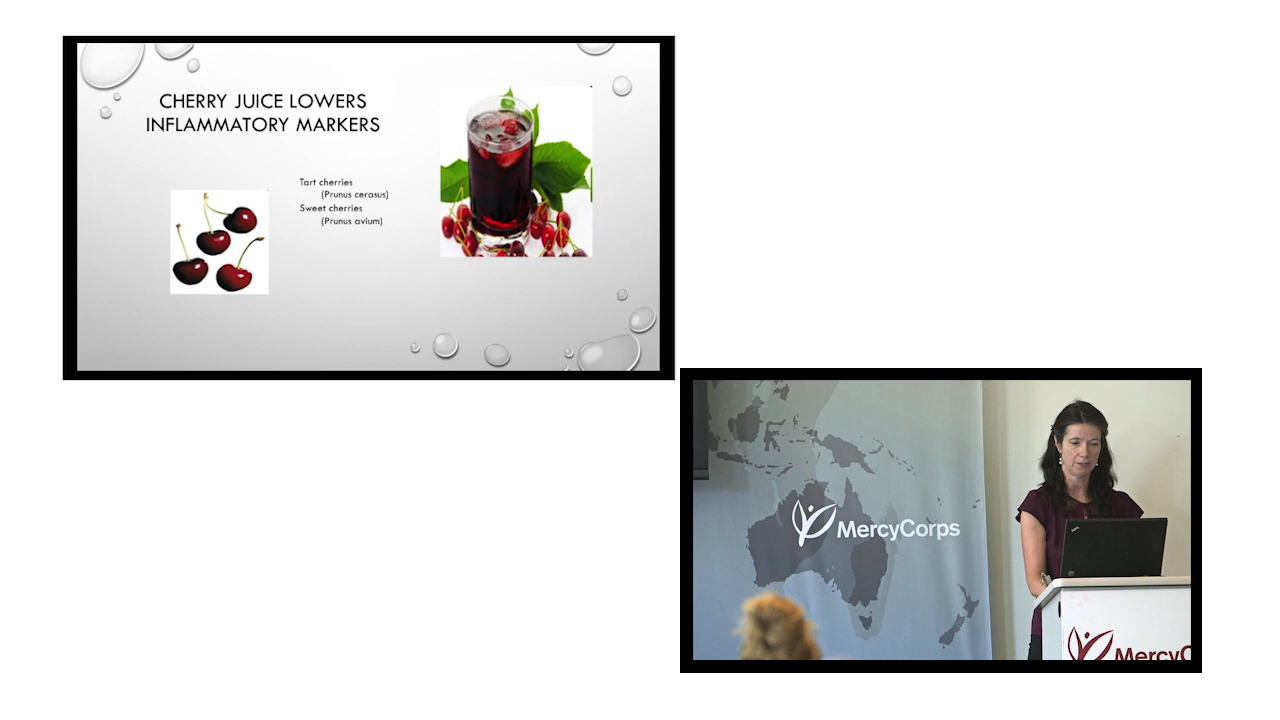 CHERRY JUICE LOWERS
INFLAMMATORY MARKERS
Tart cherries
(Prunus cerasus)
Sweet cherries
(Prunus avium)
MercyCorps
MercyC